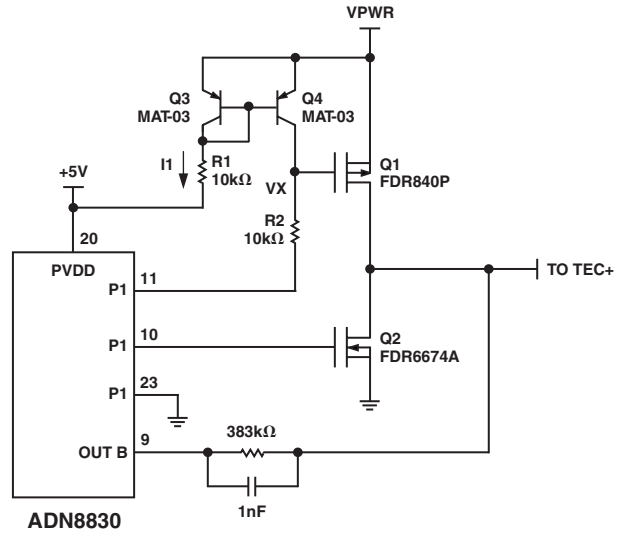 VPWR
Q3
MAT-03
Q4
MAT-03
+5V
I1
R1
10kΩ
VX
Q1
FDR840P
R2
10kΩ
20
PVDD
P1
11
TO TEC+
P1
10
Q2
FDR6674A
P1
23
383kΩ
OUT B
9
1nF
ADN8830